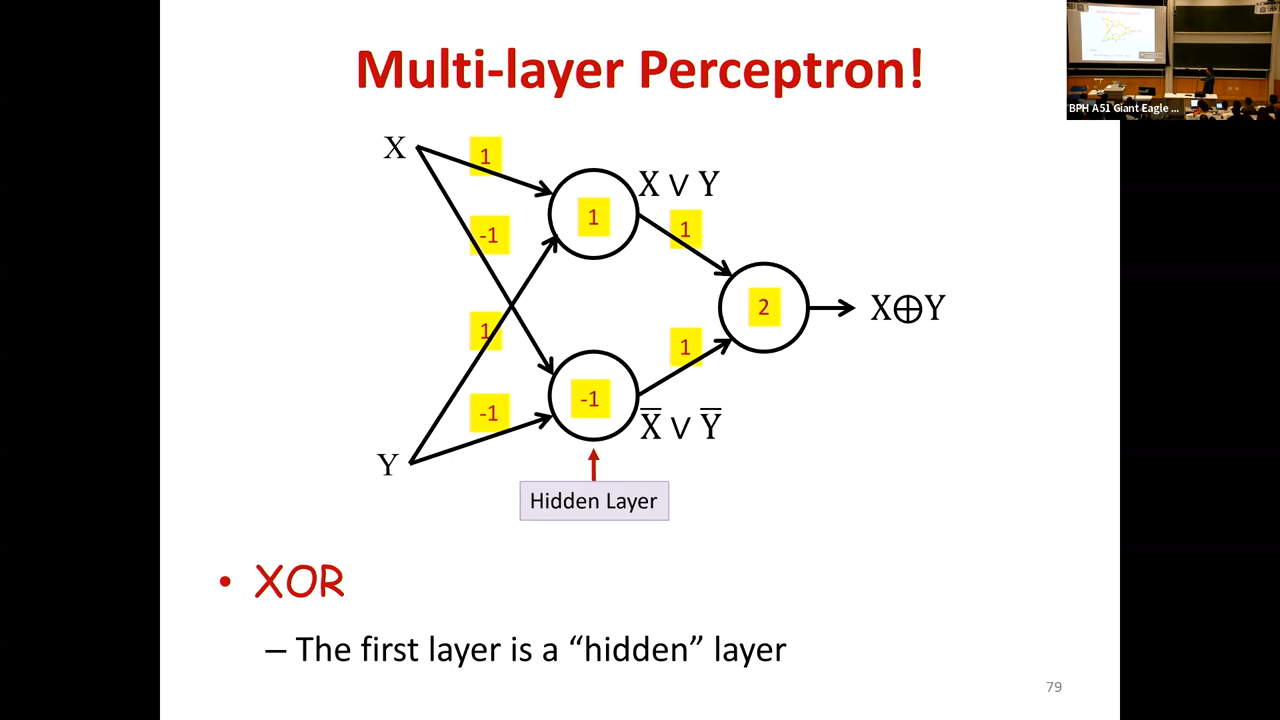 Multi-layer Perceptron!
BPH A51 Giant Eagle ...
X
1
X ∨ Y
1
1
-1
2
X⊕Y
1
1
-1
-1
X̅ ∨ Y̅
Y
Hidden Layer
• XOR
– The first layer is a “hidden” layer
79